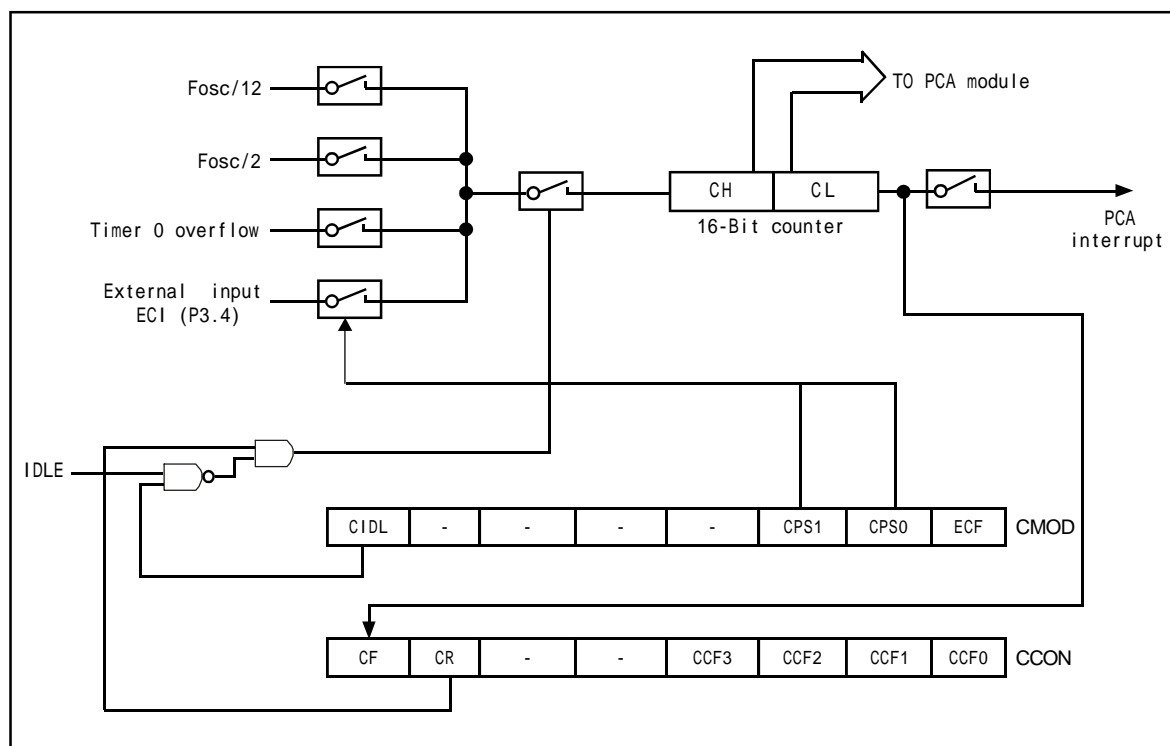 Fosc/12
Fosc/2
Timer 0 overflow
External input
ECI (P3.4)
TO PCA module
CH
CL
16-Bit counter
PCA
interrupt
IDLE
CIDL - - - - CPS1 CPS0 ECF CMOD
CF CR - - CCF3 CCF2 CCF1 CCF0 CCON